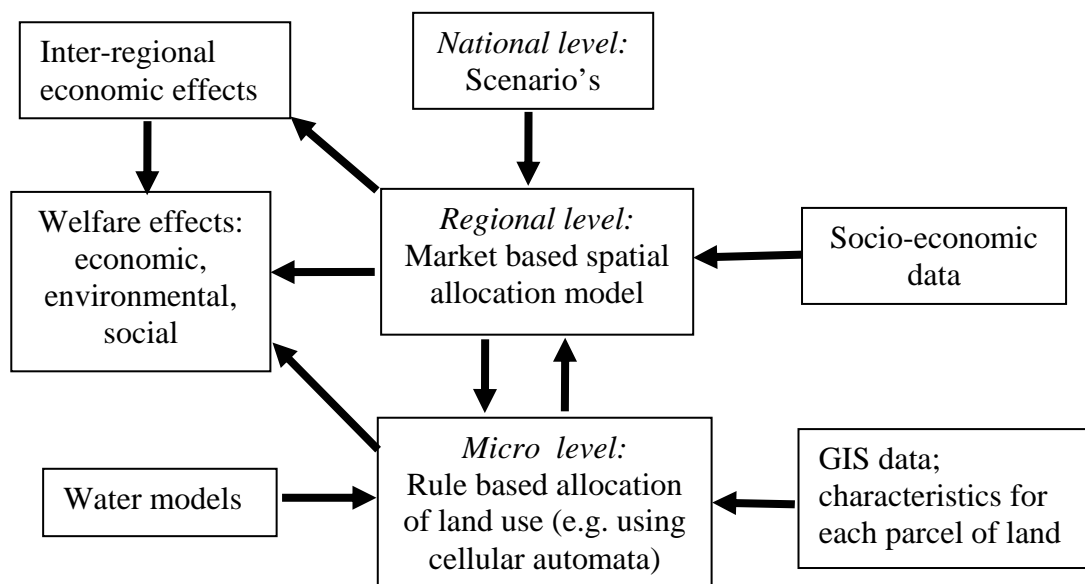 Inter-regional
economic effects
National level:
Scenario’s
Welfare effects:
economic,
environmental,
social
Regional level:
Market based spatial
allocation model
Socio-economic
data
Water models
Micro level:
Rule based allocation
of land use (e.g. using
cellular automata)
GIS data;
characteristics for
each parcel of land